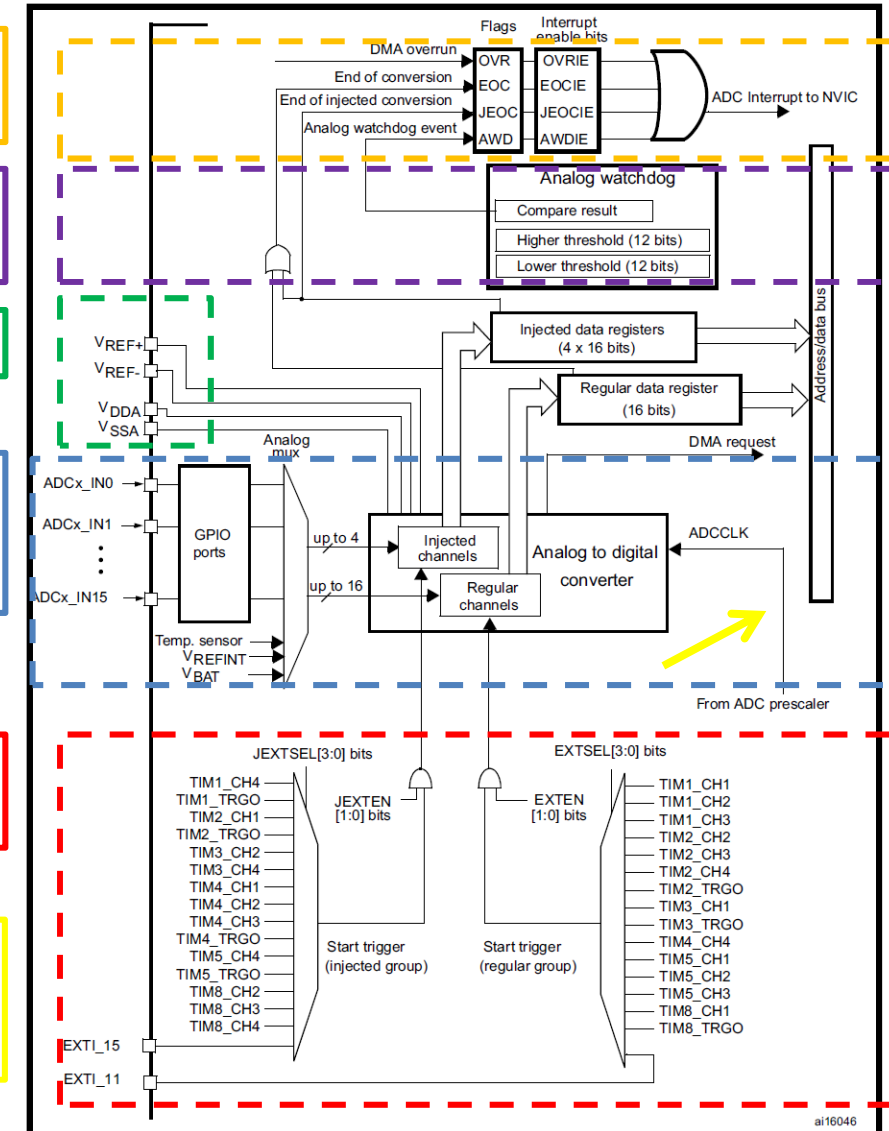 Flags
Interrupt
enable bits
DMA overrun
OVR
OVRIE
End of conversion
EOC
EOCIE
ADC Interrupt to NVIC
End of injected conversion
JEOC
JEOCIE
Analog watchdog event
AWD
AWDIE
Analog watchdog
Compare result
Higher threshold (12 bits)
Lower threshold (12 bits)
Address/data bus
Injected data registers
(4 x 16 bits)
VREF+
VREF-
VDDA
VSSA
Regular data register
(16 bits)
Analog
mux
DMA request
ADCx_IN0
ADCx_IN1
ADCx_IN15
GPIO
ports
up to 4
up to 16
Injected
channels
Regular
channels
Analog to digital
converter
ADCCLK
Temp. sensor
VREFINT
VBAT
From ADC prescaler
JEXTSEL[3:0] bits
EXTSEL[3:0] bits
TIM1_CH4
TIM1_TRGO
TIM2_CH1
TIM2_TRGO
TIM3_CH2
TIM3_CH4
TIM4_CH1
TIM4_CH2
TIM4_CH3
TIM4_TRGO
TIM5_CH4
TIM5_TRGO
TIM8_CH2
TIM8_CH3
TIM8_CH4
JEXTEN
[1:0] bits
EXTEN
[1:0] bits
Start trigger
(injected group)
Start trigger
(regular group)
TIM1_CH1
TIM1_CH2
TIM1_CH3
TIM2_CH2
TIM2_CH3
TIM2_CH4
TIM2_TRGO
TIM3_CH1
TIM3_TRGO
TIM4_CH4
TIM5_CH1
TIM5_CH2
TIM5_CH3
TIM8_CH1
TIM8_TRGO
EXTI_15
EXTI_11
ai16046